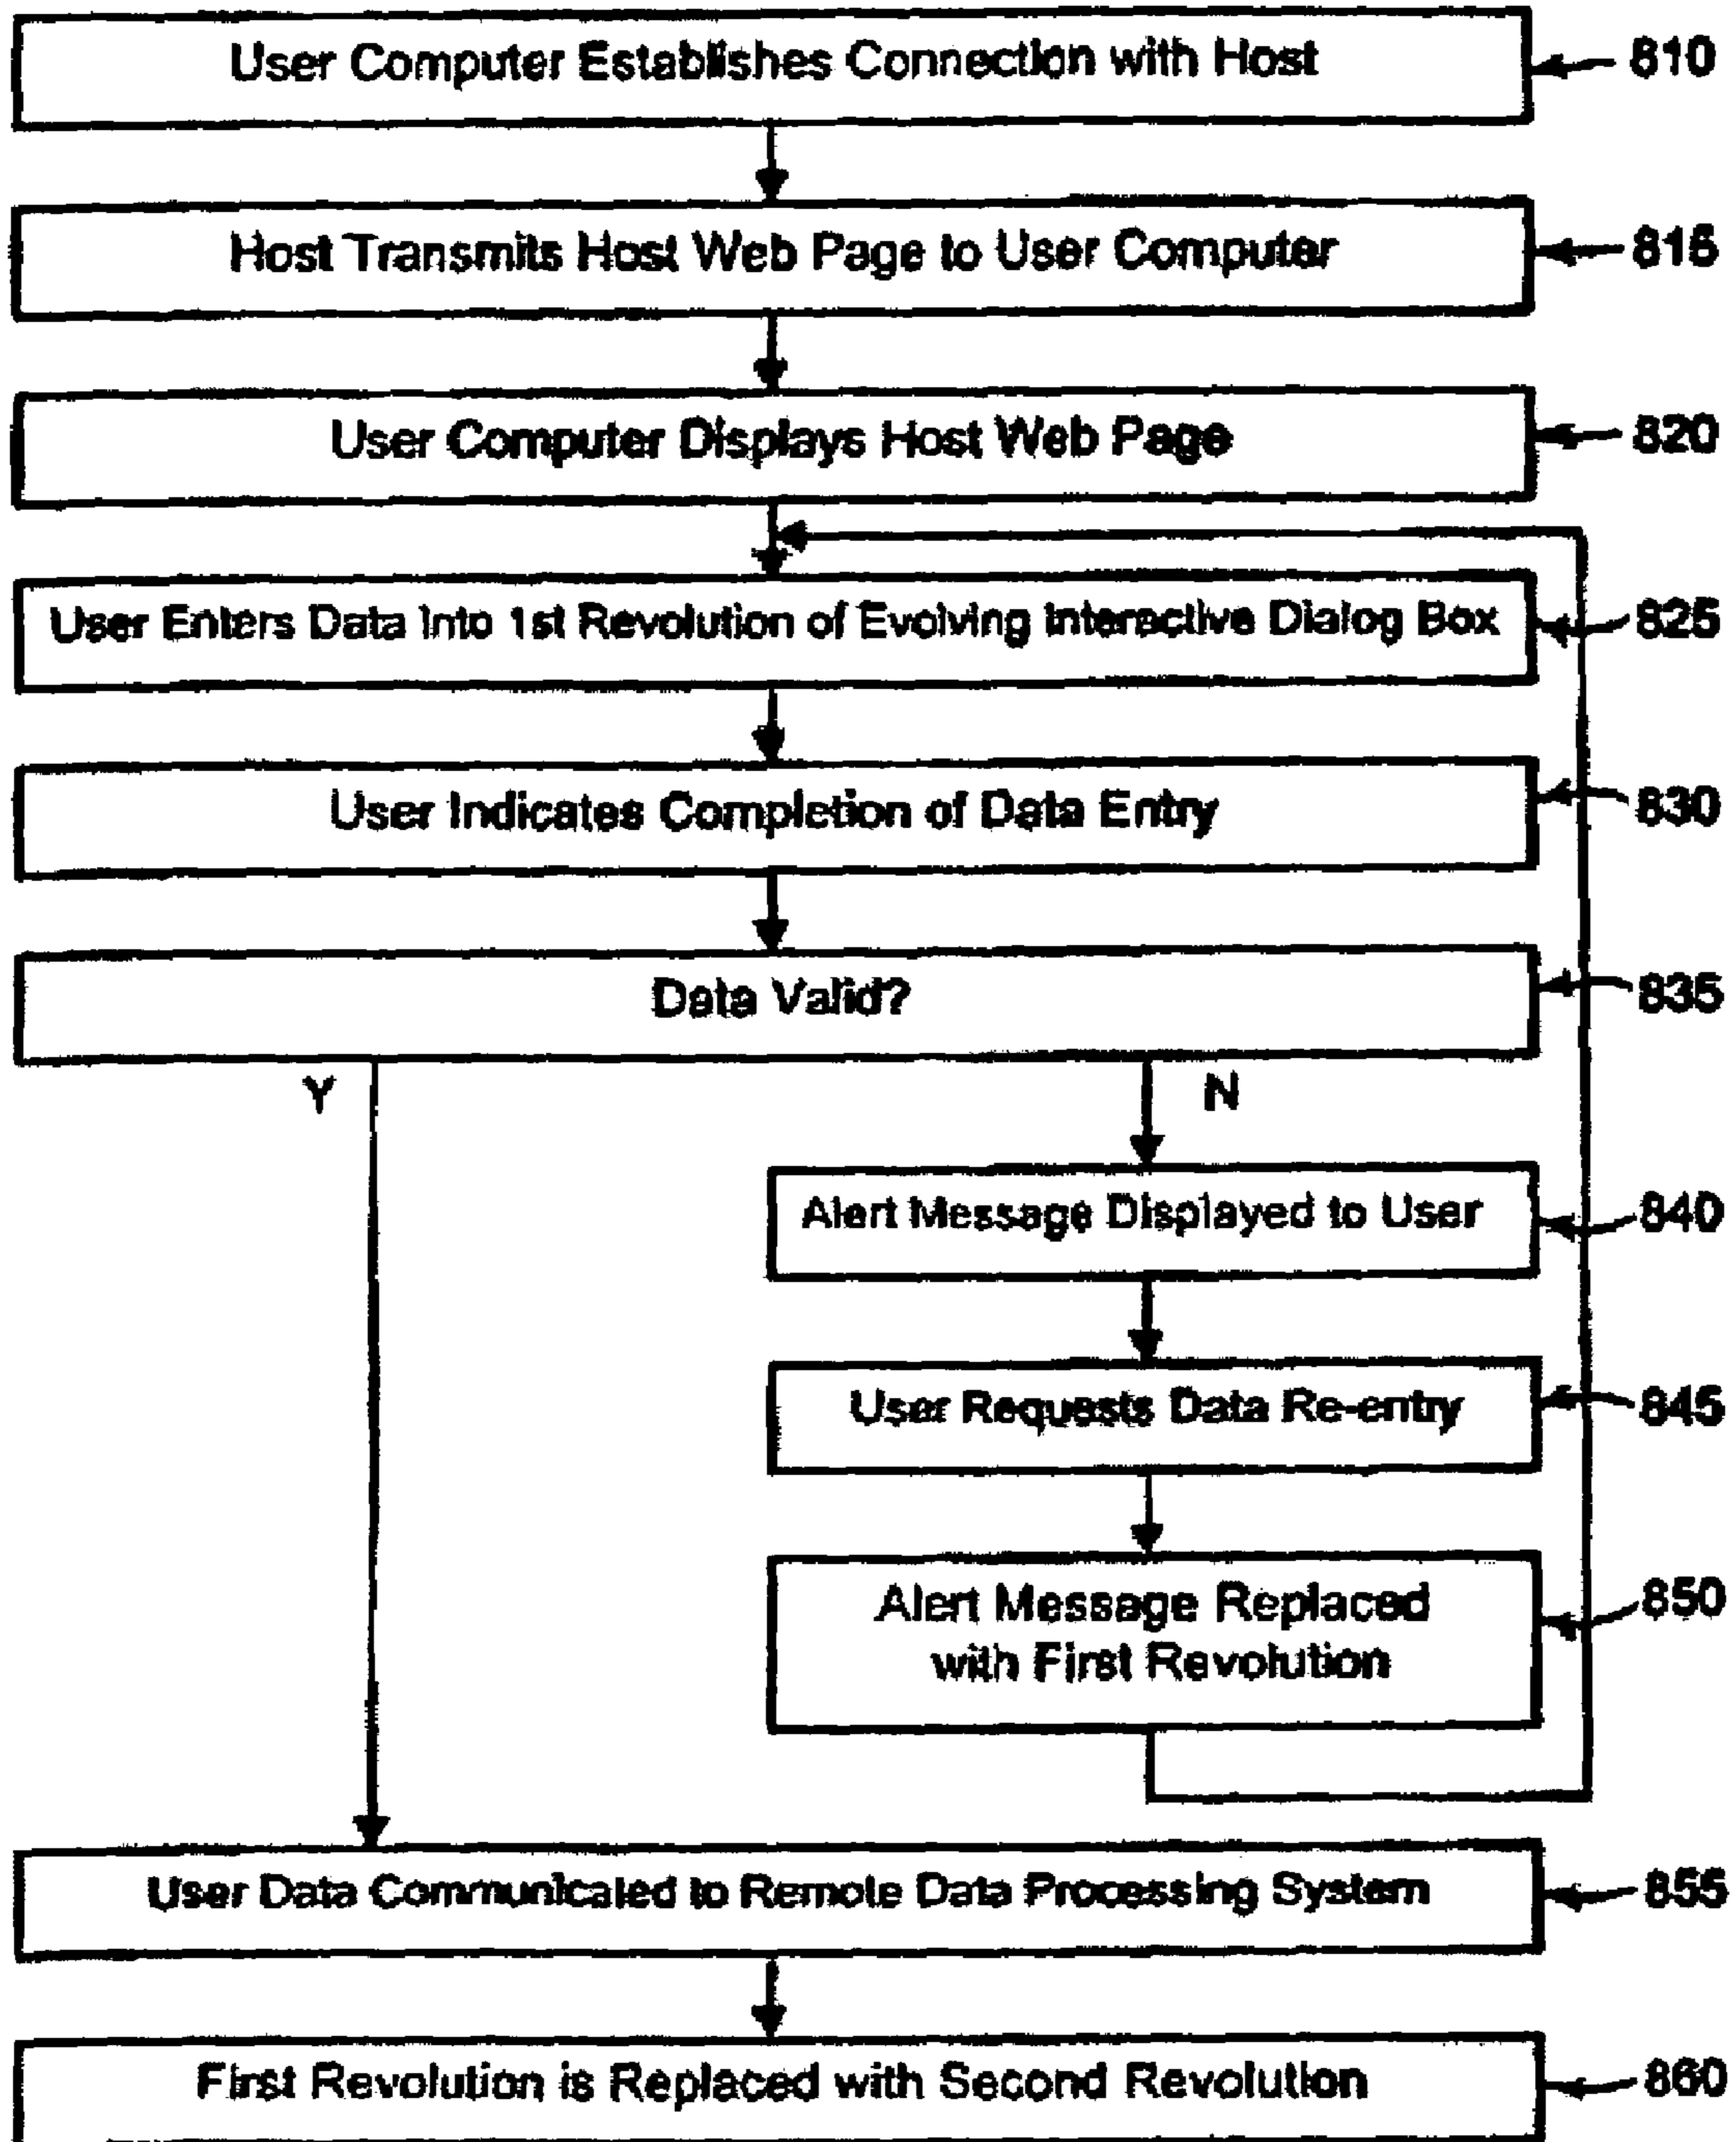 User Computer Establishes Connection with Host
810
Host Transmits Host Web Page to User Computer
815
User Computer Displays Host Web Page
820
User Enters Data Into 1st Revolution of Evolving Interactive Dialog Box
825
User Indicates Completion of Data Entry
830
Data Valid?
835
Y
N
Alert Message Displayed to User
840
User Requests Data Re-entry
845
Alert Message Replaced
with First Revolution
850
User Data Communicated to Remote Data Processing System
855
First Revolution is Replaced with Second Revolution
860